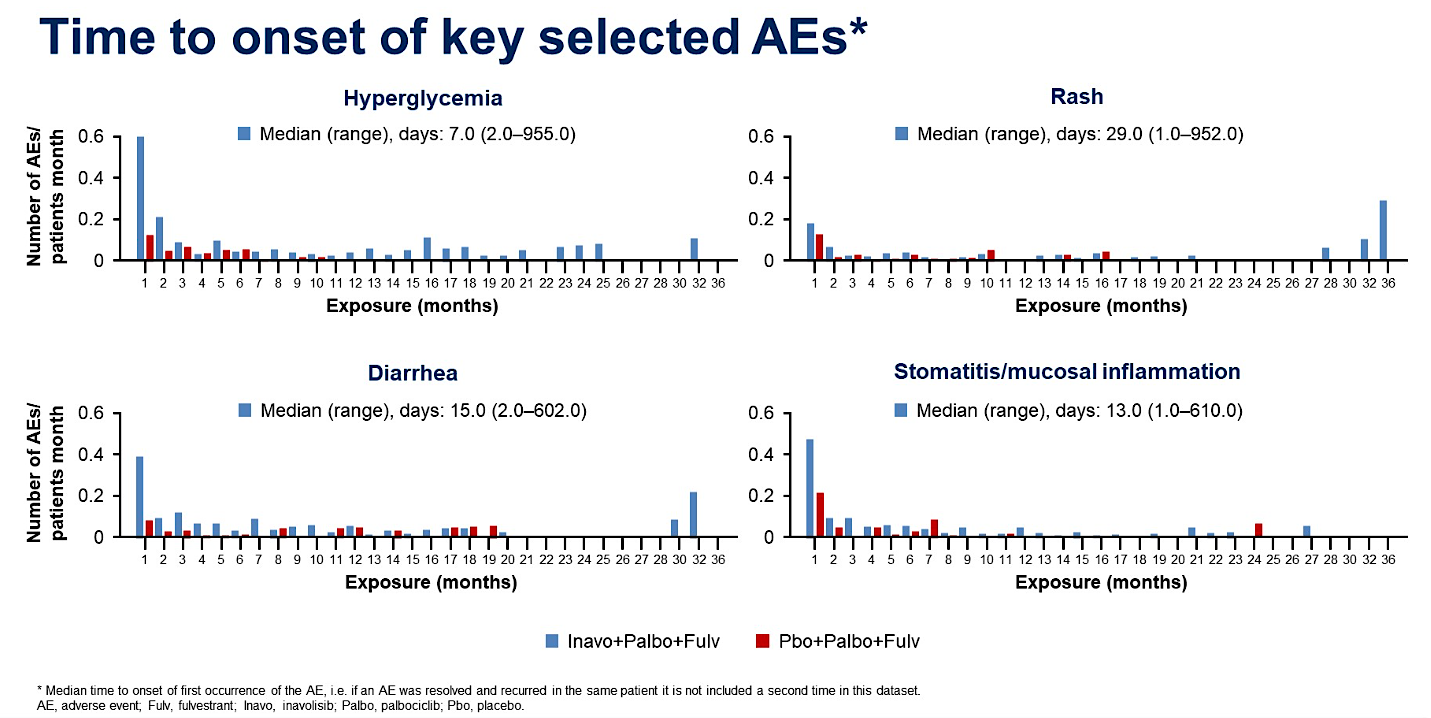 Time to onset of key selected AEs*
Hyperglycemia
Number of AEs/
patients month
Median (range), days: 7.0 (2.0–955.0)
0.6
0.4
0.2
0
1 2 3 4 5 6 7 8 9 10 11 12 13 14 15 16 17 18 19 20 21 22 23 24 25 26 27 28 30 32 36
Exposure (months)
Rash
Median (range), days: 29.0 (1.0–952.0)
0.6
0.4
0.2
0
1 2 3 4 5 6 7 8 9 10 11 12 13 14 15 16 17 18 19 20 21 22 23 24 25 26 27 28 30 32 36
Exposure (months)
Diarrhea
Number of AEs/
patients month
Median (range), days: 15.0 (2.0–602.0)
0.6
0.4
0.2
0
1 2 3 4 5 6 7 8 9 10 11 12 13 14 15 16 17 18 19 20 21 22 23 24 25 26 27 28 30 32 36
Exposure (months)
Stomatitis/mucosal inflammation
Median (range), days: 13.0 (1.0–610.0)
0.6
0.4
0.2
0
1 2 3 4 5 6 7 8 9 10 11 12 13 14 15 16 17 18 19 20 21 22 23 24 25 26 27 28 30 32 36
Exposure (months)
Inavo+Palbo+Fulv Pbo+Palbo+Fulv
* Median time to onset of first occurrence of the AE, i.e. if an AE was resolved and recurred in the same patient it is not included a second time in this dataset.
AE, adverse event; Fulv, fulvestrant; Inavo, inavolisib; Palbo, palbociclib; Pbo, placebo.